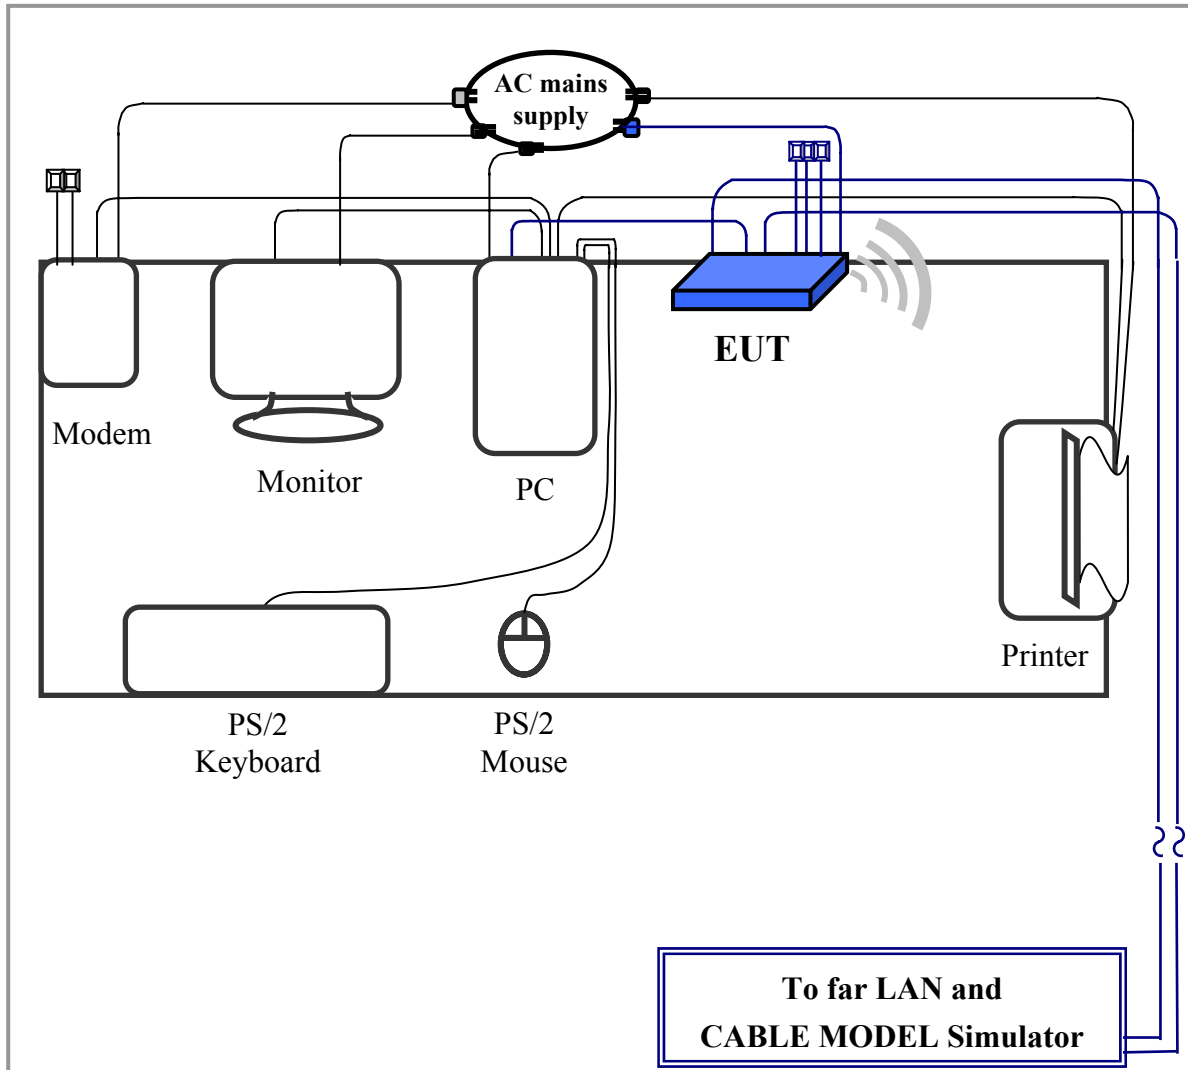 AC mains
supply
EUT
Modem
Monitor
PC
Printer
PS/2
Keyboard
PS/2
Mouse
To far LAN and
CABLE MODEL Simulator